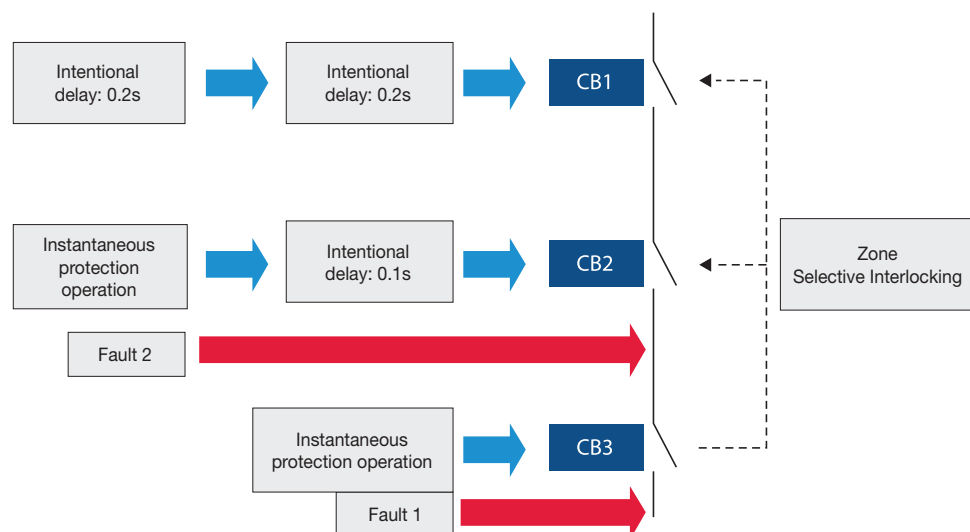 Intentional
delay: 0.2s
Intentional
delay: 0.2s
CB1
Instantaneous
protection
operation
Intentional
delay: 0.1s
CB2
Zone
Selective Interlocking
Fault 2
Instantaneous
protection operation
CB3
Fault 1